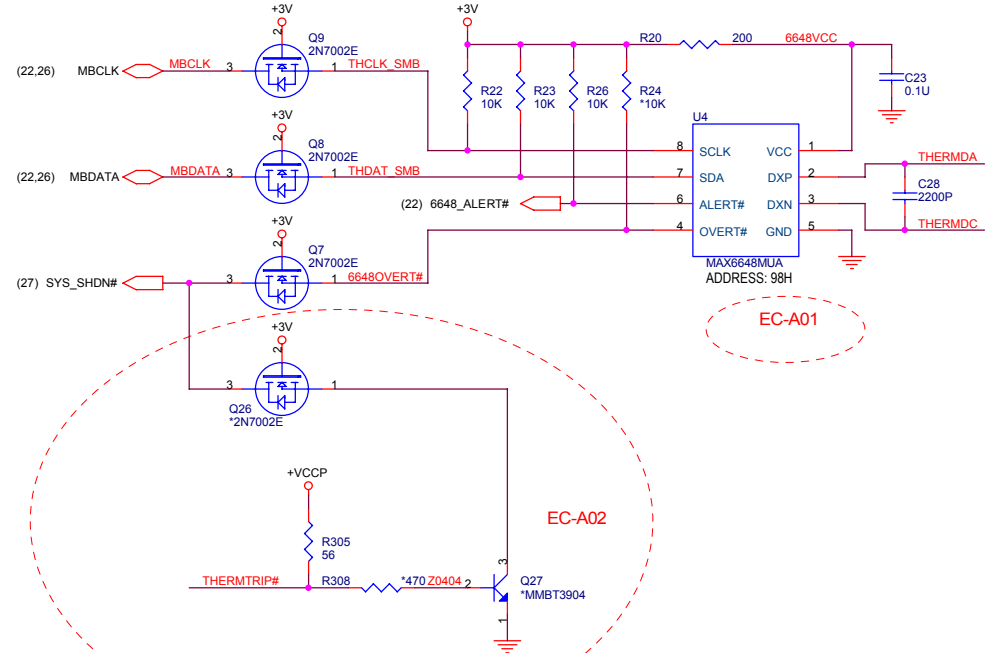 +3V
2
Q9
2N7002E
(22,26) MBCLK MBCLK 3 1 THCLK_SMB
+3V
R20 200 6648VCC
C23
0.1U
R22
10K
R23
10K
R26
10K
R24
*10K
+3V
2
Q8
2N7002E
(22,26) MBDATA MBDATA 3 1 THDAT_SMB
U4
8 SCLK VCC 1
7 SDA DXP 2
6 ALERT# DXN 3
4 OVERT# GND 5
MAX6648MUA
ADDRESS: 98H
THERMDA
C28
2200P
THERMDC
(22) 6648_ALERT#
+3V
2
Q7
2N7002E
(27) SYS_SHDN# 3 1 6648OVERT#
EC-A01
+3V
2
3 1
Q26
*2N7002E
+VCCP
R305
56
EC-A02
THERMTRIP# R308 *470 Z0404 2
3
Q27
*MMBT3904
1